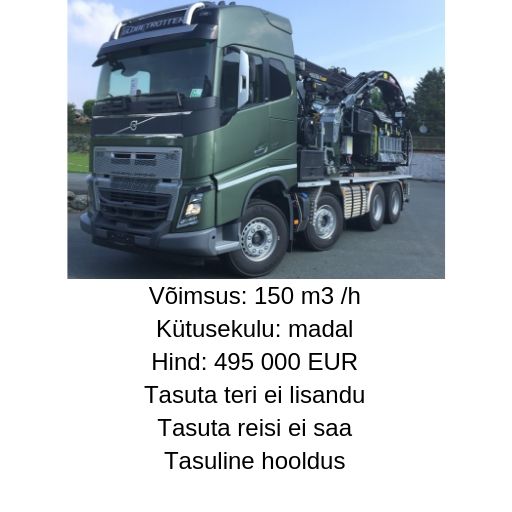 GLOBETROTTER
VOLVO
Võimsus: 150 m3 /h
Kütusekulu: madal
Hind: 495 000 EUR
Tasuta teri ei lisandu
Tasuta reisi ei saa
Tasuline hooldus